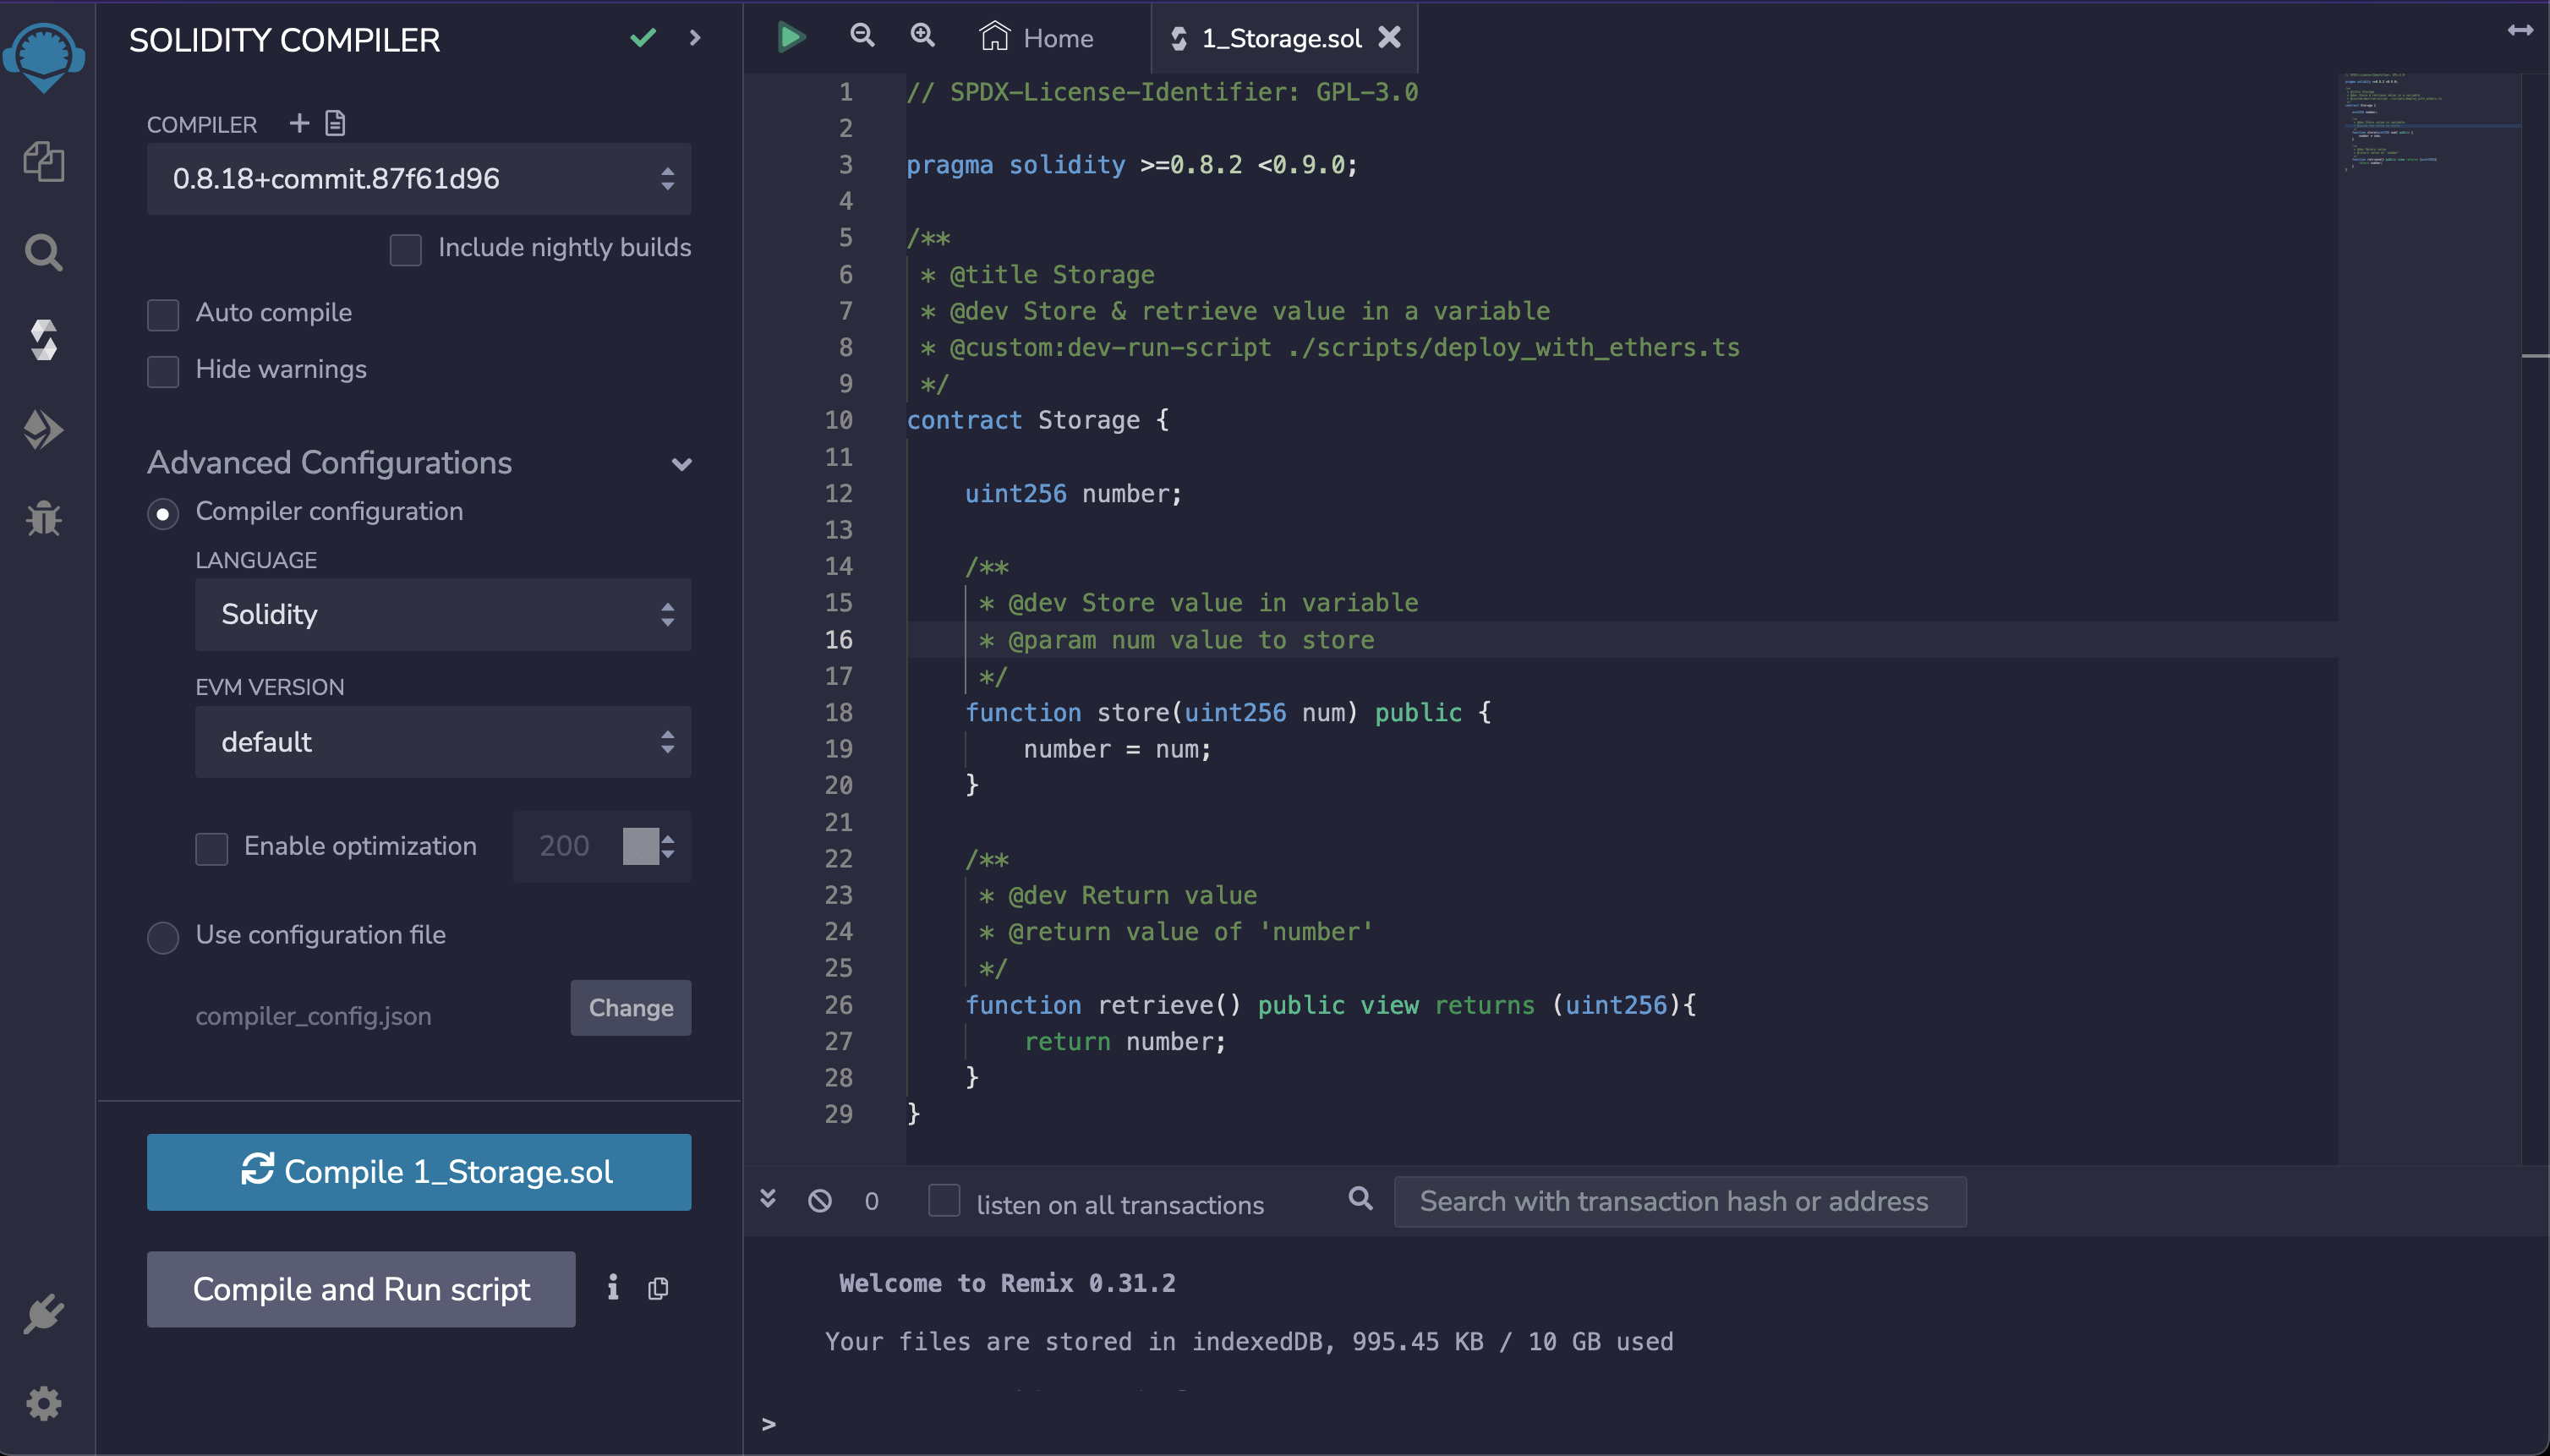 SOLIDITY COMPILER
COMPILER
0.8.18+commit.87f61d96
Include nightly builds
Auto compile
Hide warnings
Advanced Configurations
Compiler configuration
LANGUAGE
Solidity
EVM VERSION
default
Enable optimization
200
Use configuration file
compiler_config.json
Change
Compile 1_Storage.sol
Compile and Run script
Home
1_Storage.sol
1 // SPDX-License-Identifier: GPL-3.0
2
3 pragma solidity >=0.8.2 <0.9.0;
4
5 /**
6  * @title Storage
7  * @dev Store & retrieve value in a variable
8  * @custom:dev-run-script ./scripts/deploy_with_ethers.ts
9  */
10 contract Storage {
11
12     uint256 number;
13
14     /**
15      * @dev Store value in variable
16      * @param num value to store
17      */
18     function store(uint256 num) public {
19         number = num;
20     }
21
22     /**
23      * @dev Return value
24      * @return value of 'number'
25      */
26     function retrieve() public view returns (uint256){
27         return number;
28     }
29 }
0
listen on all transactions
Search with transaction hash or address
Welcome to Remix 0.31.2
Your files are stored in indexedDB, 995.45 KB / 10 GB used
>